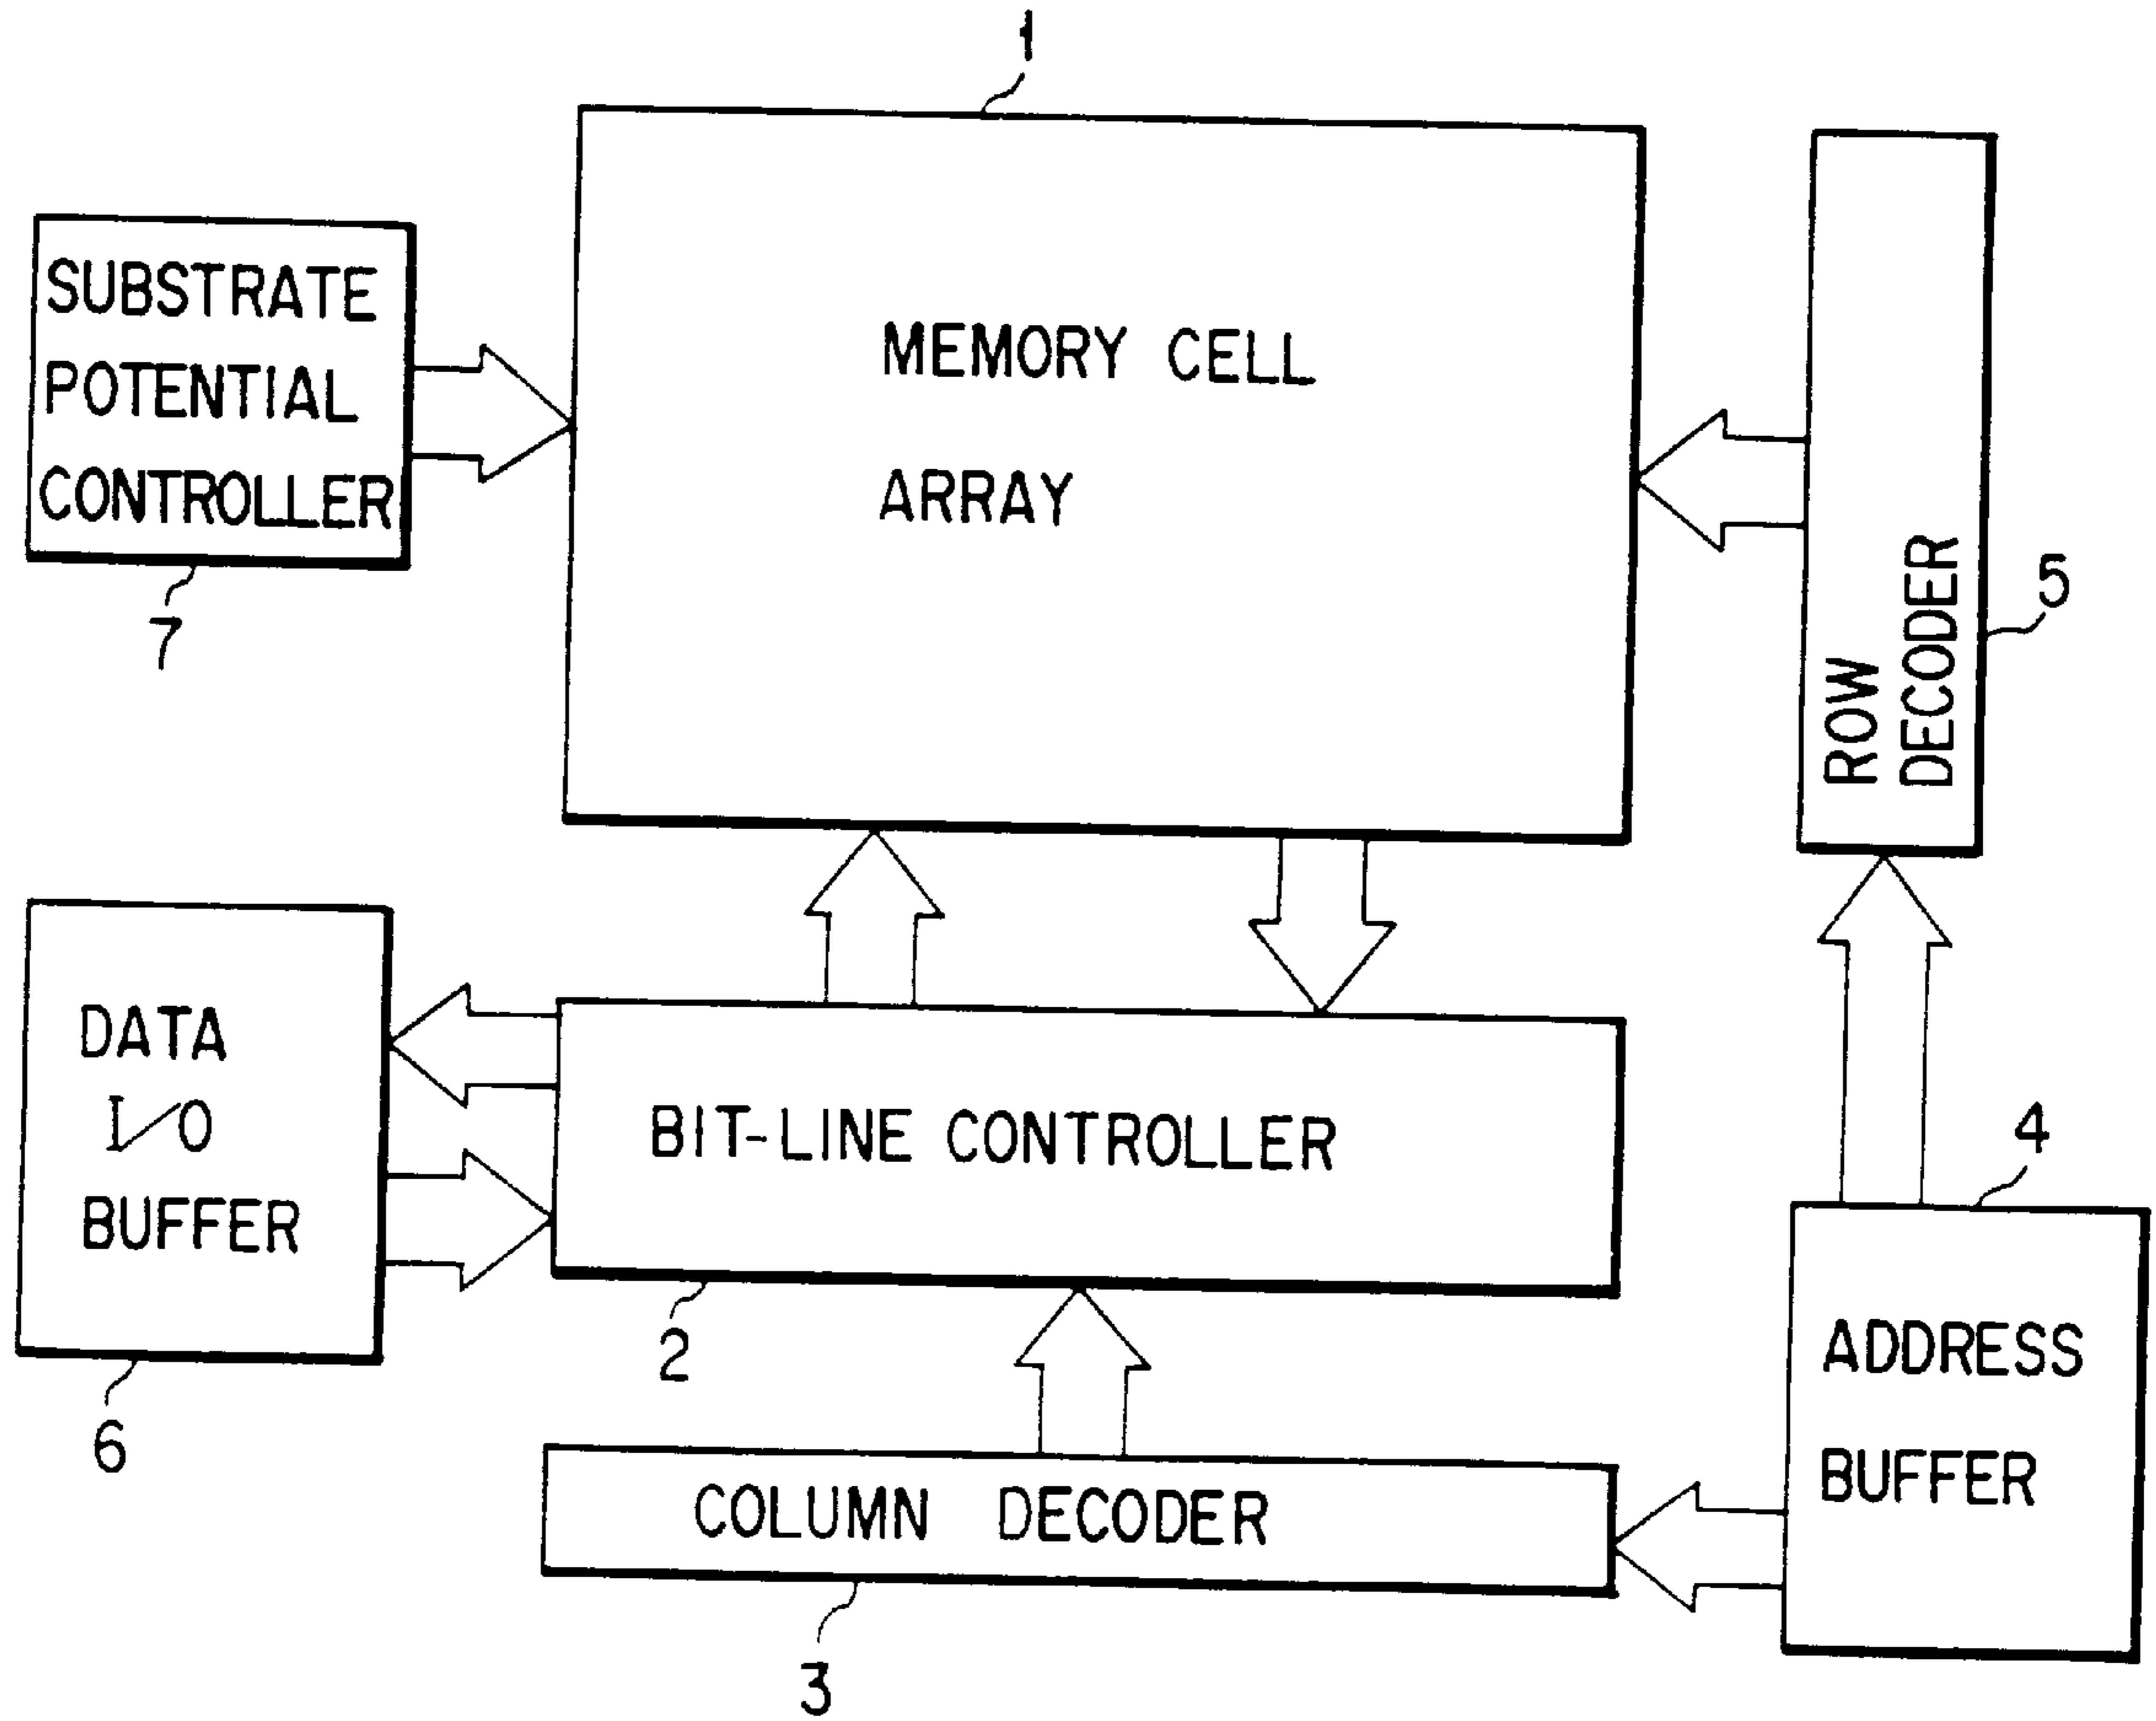 1
SUBSTRATE
POTENTIAL
CONTROLLER
7
MEMORY CELL
ARRAY
ROW
DECODER
5
DATA
I/O
BUFFER
6
BIT-LINE CONTROLLER
2
4
ADDRESS
BUFFER
COLUMN DECODER
3